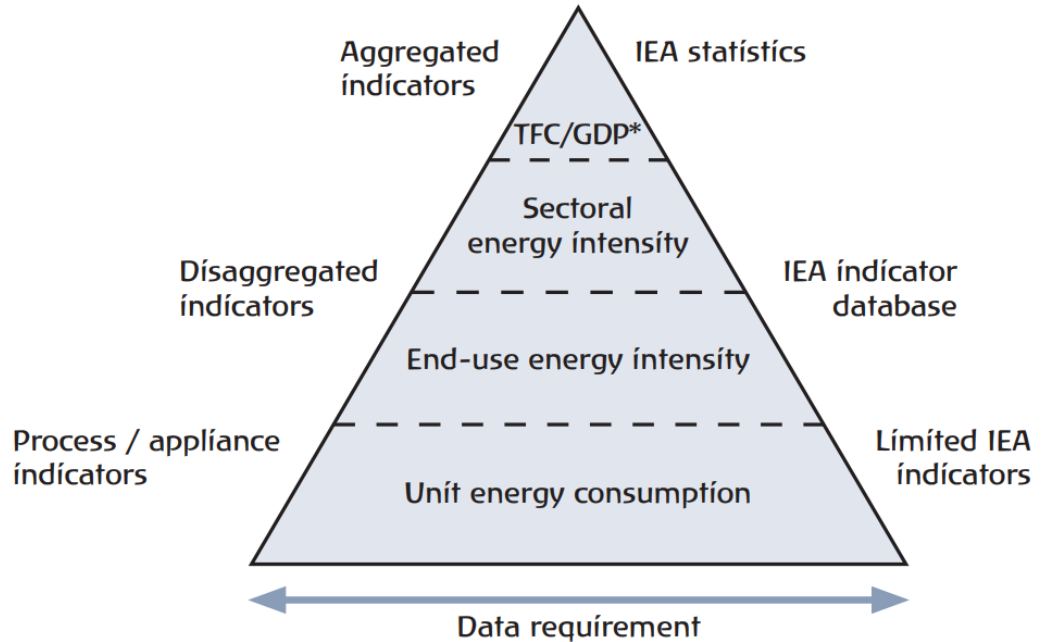 Aggregated
indicators
IEA statistics
TFC/GDP*
Sectoral
energy intensity
Disaggregated
indicators
IEA indicator
database
End-use energy intensity
Process / appliance
indicators
Limited IEA
indicators
Unit energy consumption
Data requirement